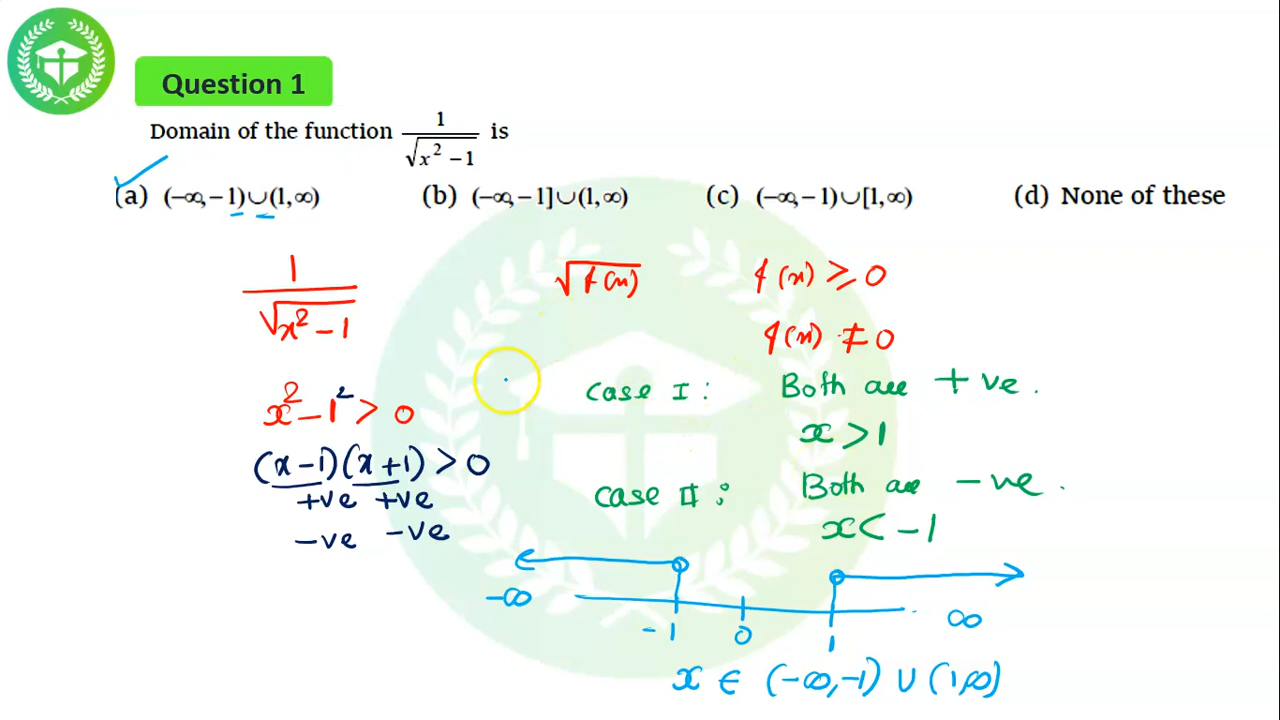 Question 1
Domain of the function 1/√(x² − 1) is
(a) (−∞, −1)∪(1, ∞) (b) (−∞, −1]∪(1, ∞) (c) (−∞, −1)∪[1, ∞) (d) None of these
1/√(x² − 1)
√f(x) f(x) ≥ 0
f(x) ≠ 0
x² − 1² > 0
(x − 1)(x + 1) > 0
+ve +ve
−ve −ve
case I : Both are +ve.
x > 1
case II : Both are −ve.
x < −1
−∞ −1 0 1 ∞
x ∈ (−∞, −1) ∪ (1, ∞)